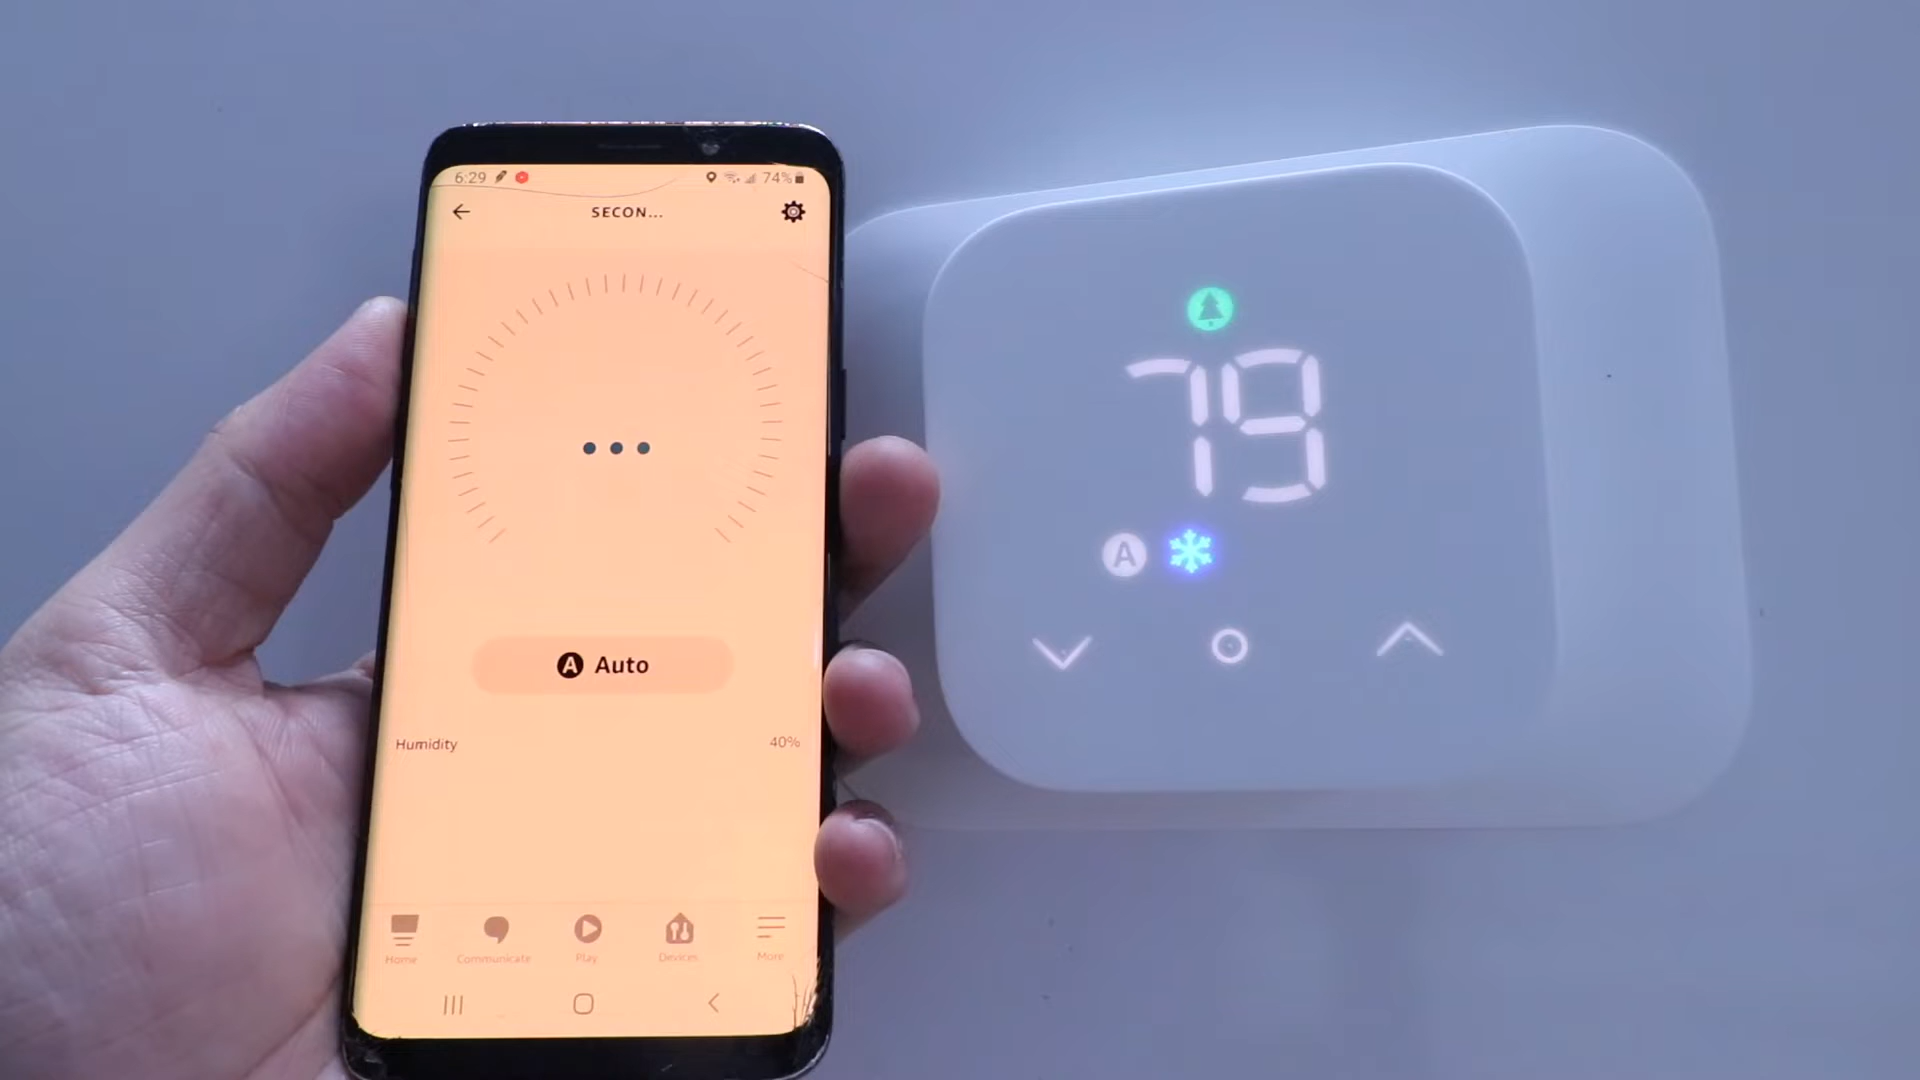 6:29 74%
SECON...
A Auto
Humidity 40%
Home Communicate Play Devices More
79
A